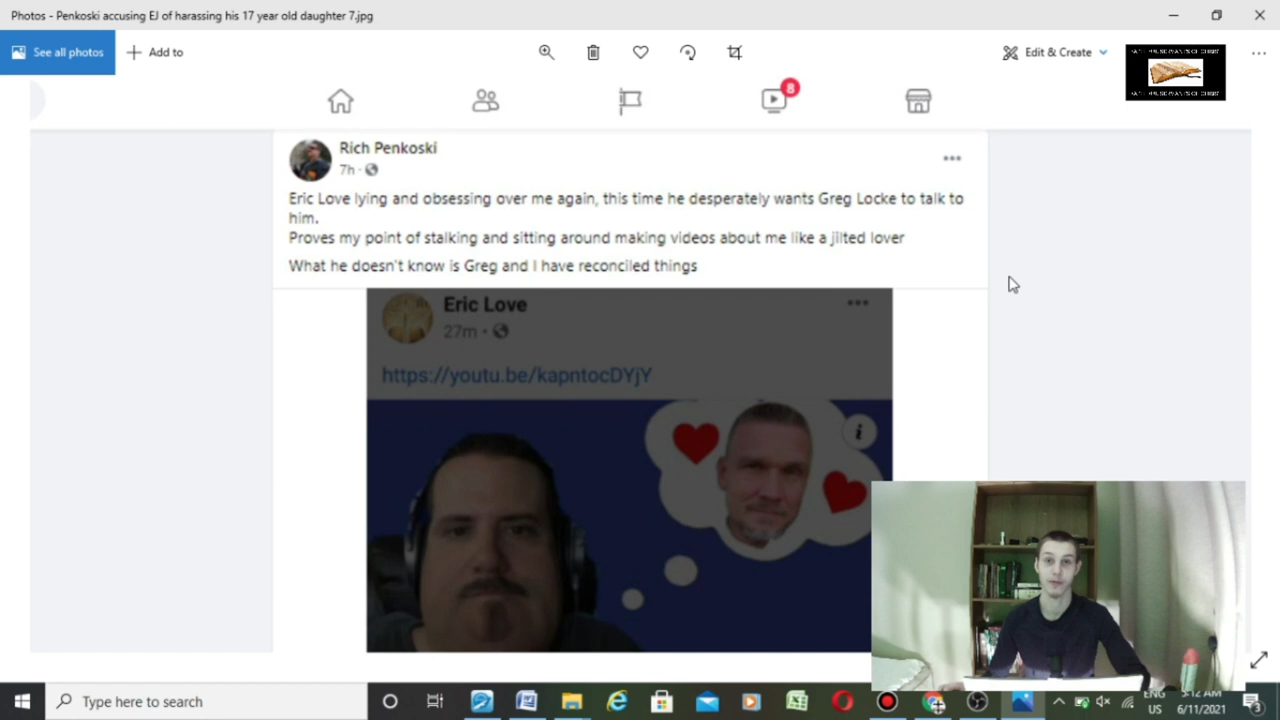 Photos - Penkoski accusing EJ of harassing his 17 year old daughter 7.jpg
See all photos
Add to
Edit & Create
8
Rich Penkoski
7h
Eric Love lying and obsessing over me again, this time he desperately wants Greg Locke to talk to
him.
Proves my point of stalking and sitting around making videos about me like a jilted lover
What he doesn't know is Greg and I have reconciled things
Eric Love
27m
https://youtu.be/kapntocDYjY
i
Type here to search
ENG
US
5:12 AM
6/11/2021
3